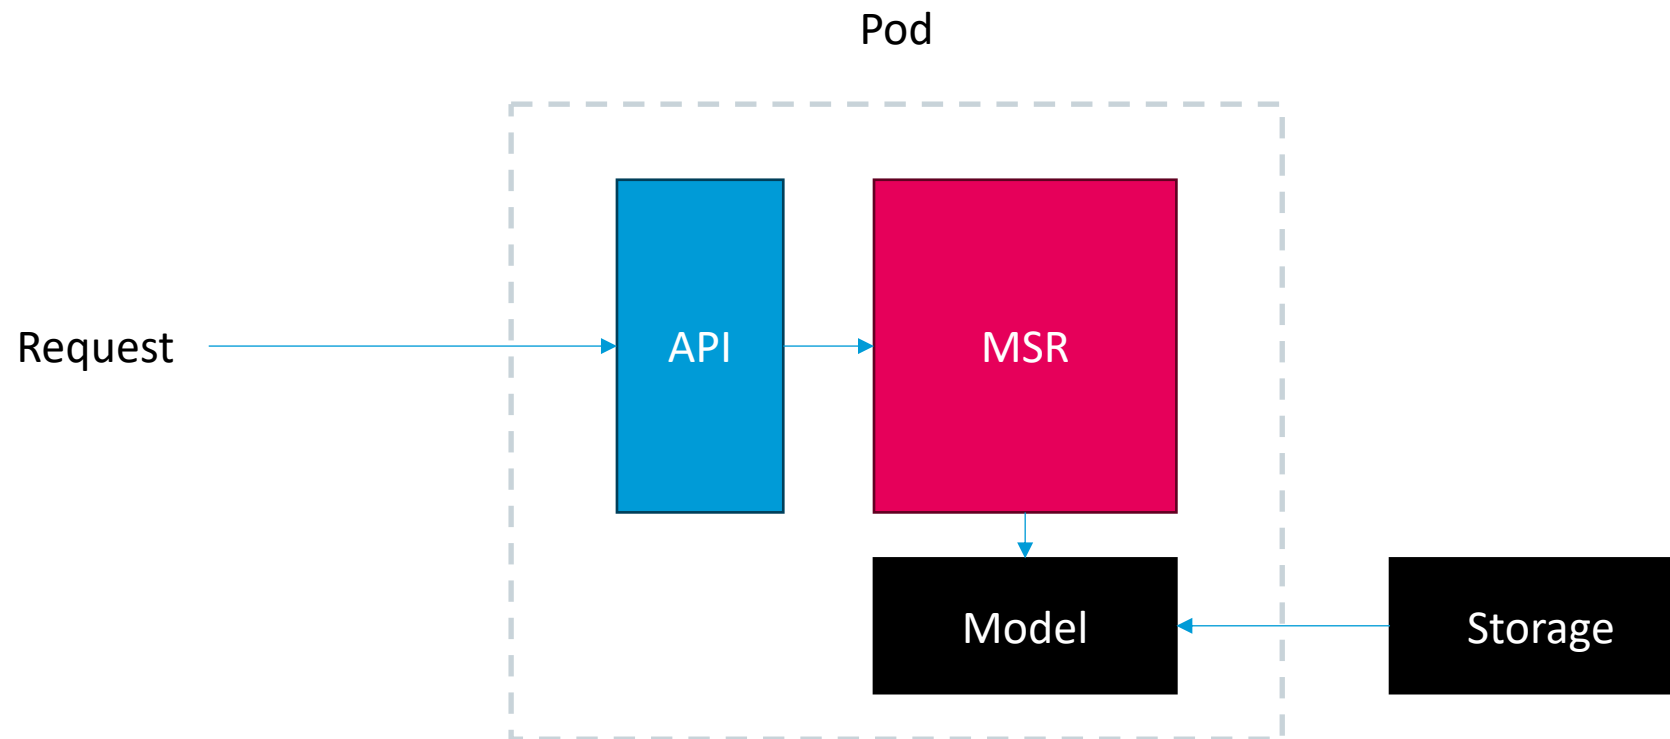 Pod
Request
API
MSR
Model
Storage